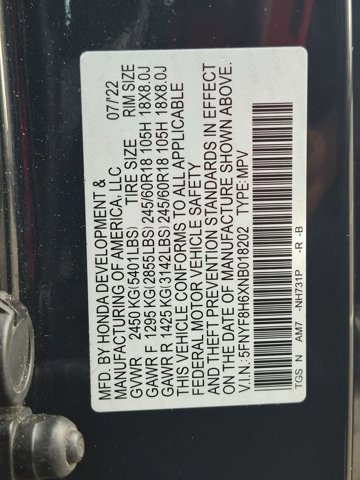 MFD. BY HONDA DEVELOPMENT &
MANUFACTURING OF AMERICA, LLC 07/'22
GVWR 2450 KG(5401LBS) TIRE SIZE RIM SIZE
GAWR F 1295 KG(2855LBS) 245/60R18 105H 18X8.0J
GAWR R 1425 KG(3142LBS) 245/60R18 105H 18X8.0J
THIS VEHICLE CONFORMS TO ALL APPLICABLE
FEDERAL MOTOR VEHICLE SAFETY
AND THEFT PREVENTION STANDARDS IN EFFECT
ON THE DATE OF MANUFACTURE SHOWN ABOVE.
V.I.N.: 5FNYF8H6XNB018202 TYPE: MPV
TGS N AM7 -NH731P -R -B